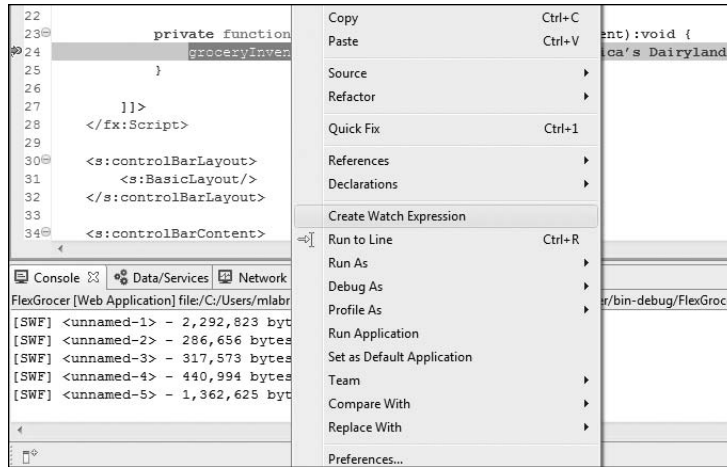 22
23 private function ent):void {
24 groceryInven ica's Dairyland
25 }
26
27 ]]>
28 </fx:Script>
29
30 <s:controlBarLayout>
31 <s:BasicLayout/>
32 </s:controlBarLayout>
33
34 <s:controlBarContent>
Copy Ctrl+C
Paste Ctrl+V
Source
Refactor
Quick Fix Ctrl+1
References
Declarations
Create Watch Expression
Run to Line Ctrl+R
Run As
Debug As
Profile As
Run Application
Set as Default Application
Team
Compare With
Replace With
Preferences...
Console Data/Services Network
FlexGrocer [Web Application] file:/C:/Users/mlabr er/bin-debug/FlexGroc
[SWF] <unnamed-1> - 2,292,823 byt
[SWF] <unnamed-2> - 286,656 bytes
[SWF] <unnamed-3> - 317,573 bytes
[SWF] <unnamed-4> - 440,994 bytes
[SWF] <unnamed-5> - 1,362,625 byt